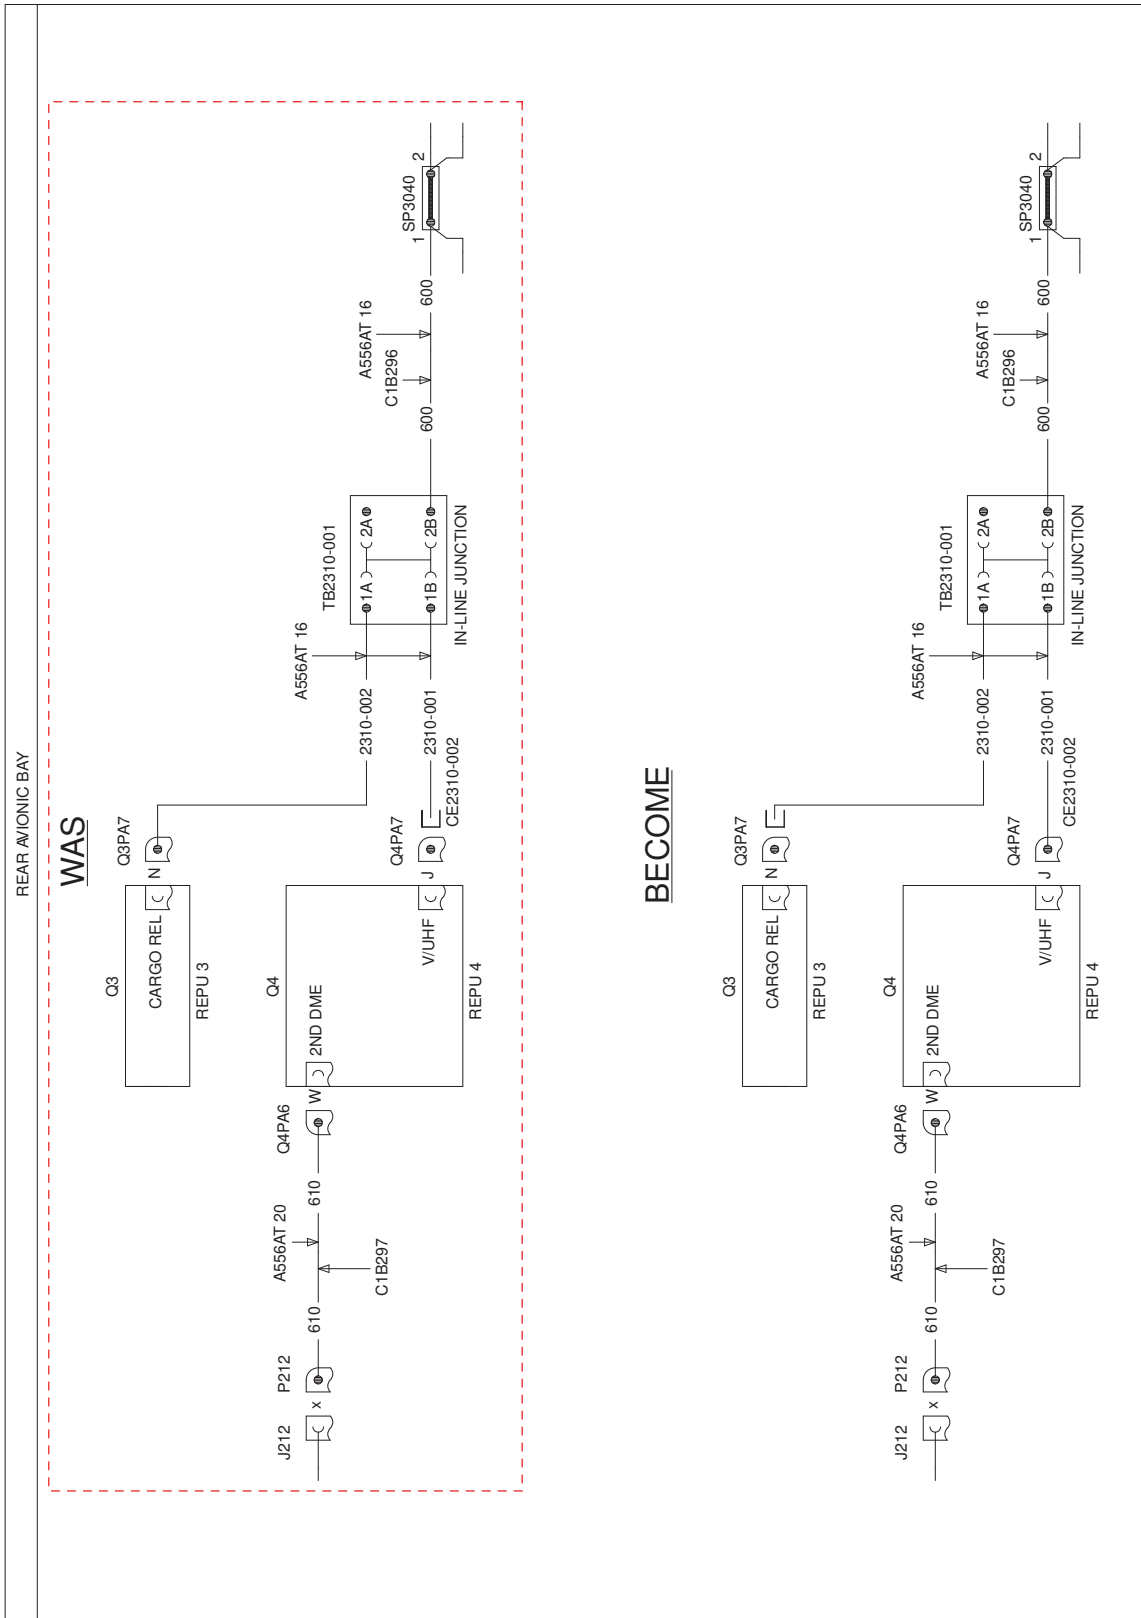 REAR AVIONIC BAY
WAS
J212
x
P212
610
A556AT 20
C1B297
610
Q4PA6
W
2ND DME
Q4
V/UHF
REPU 4
Q3
CARGO REL
REPU 3
N
Q3PA7
J
Q4PA7
CE2310-002
2310-002
2310-001
A556AT 16
TB2310-001
1A
2A
1B
2B
IN-LINE JUNCTION
600
C1B296
A556AT 16
600
1
SP3040
2
BECOME
J212
x
P212
610
A556AT 20
C1B297
610
Q4PA6
W
2ND DME
Q4
V/UHF
REPU 4
Q3
CARGO REL
REPU 3
N
Q3PA7
J
Q4PA7
CE2310-002
2310-002
2310-001
A556AT 16
TB2310-001
1A
2A
1B
2B
IN-LINE JUNCTION
600
C1B296
A556AT 16
600
1
SP3040
2